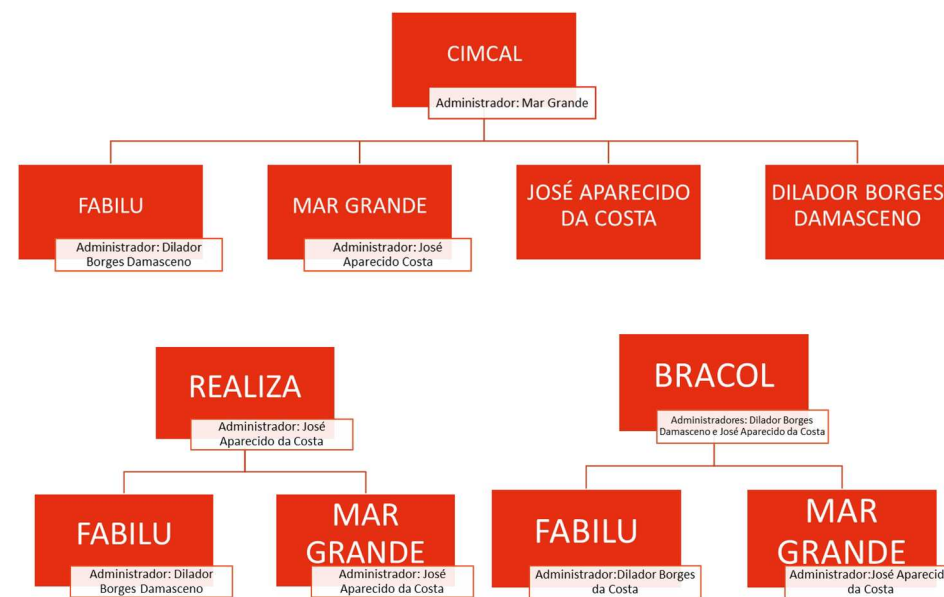 CIMCAL
Administrador: Mar Grande
FABILU
Administrador: Dilador
Borges Damasceno
MAR GRANDE
Administrador: José
Aparecido Costa
JOSÉ APARECIDO
DA COSTA
DILADOR BORGES
DAMASCENO
REALIZA
Administrador: José
Aparecido da Costa
BRACOL
Administradores: Dilador Borges
Damasceno e José Aparecido da Costa
FABILU
Administrador: Dilador
Borges Damasceno
MAR
GRANDE
Administrador: José
Aparecido da Costa
FABILU
Administrador:Dilador Borges
da Costa
MAR
GRANDE
Administrador:José Aparecid
da Costa